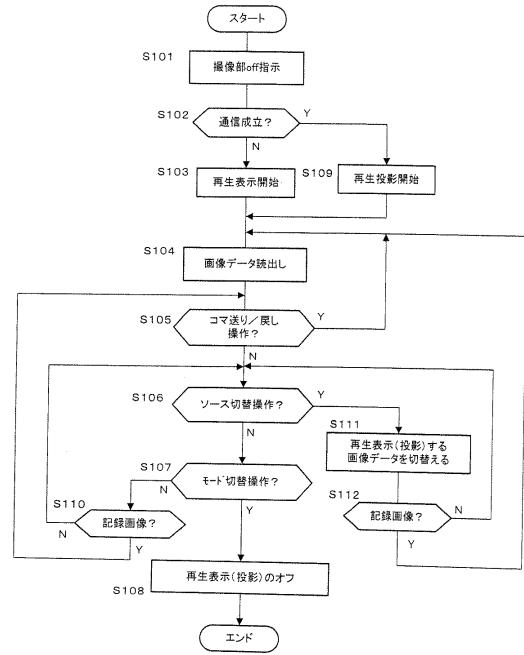 スタート
S101
撮像部off指示
S102
通信成立?
Y
N
S103
再生表示開始
S109
再生投影開始
S104
画像データ読出し
S105
コマ送り/戻し
操作?
Y
N
S106
ソース切替操作?
Y
N
S111
再生表示(投影)する
画像データを切替える
S107
モード切替操作?
N
Y
S110
記録画像?
N
Y
S112
記録画像?
N
Y
再生表示(投影)のオフ
S108
エンド